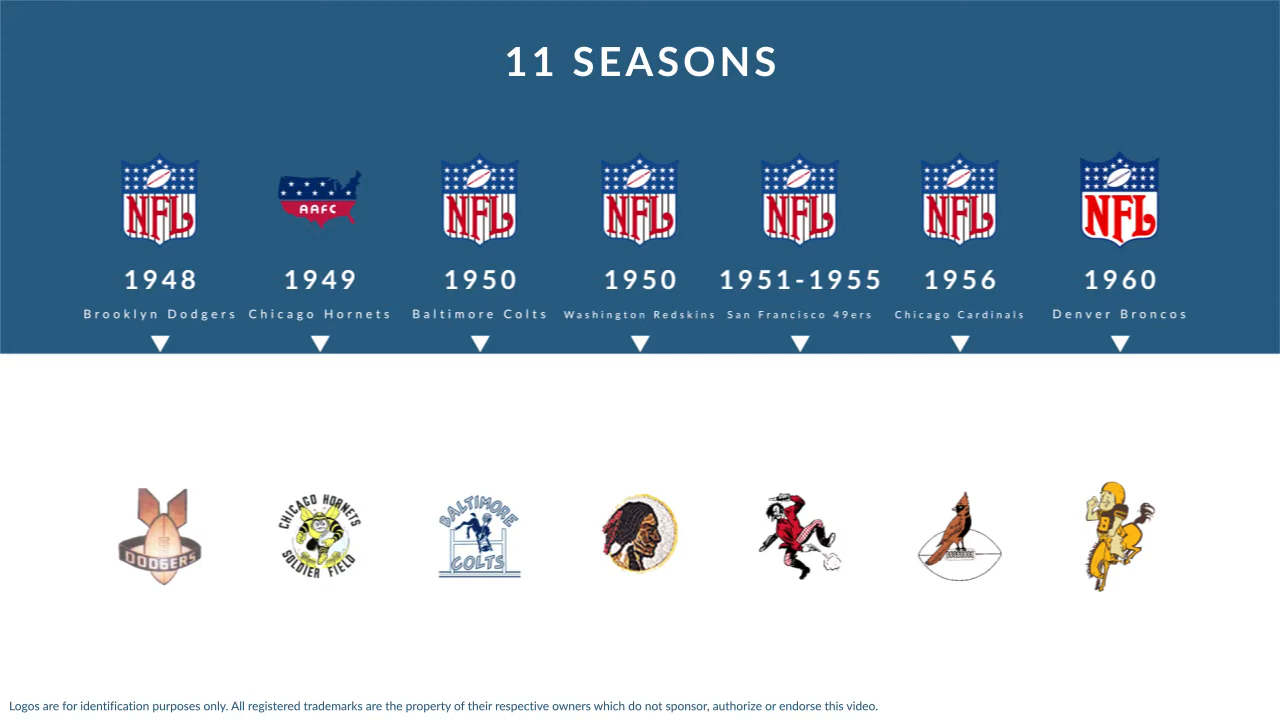 11 SEASONS
NFL AAFC NFL NFL NFL NFL NFL
1948 1949 1950 1950 1951-1955 1956 1960
Brooklyn Dodgers Chicago Hornets Baltimore Colts Washington Redskins San Francisco 49ers Chicago Cardinals Denver Broncos
DODGERS
CHICAGO HORNETS
SOLDIER FIELD
BALTIMORE
COLTS
B
Logos are for identification purposes only. All registered trademarks are the property of their respective owners which do not sponsor, authorize or endorse this video.